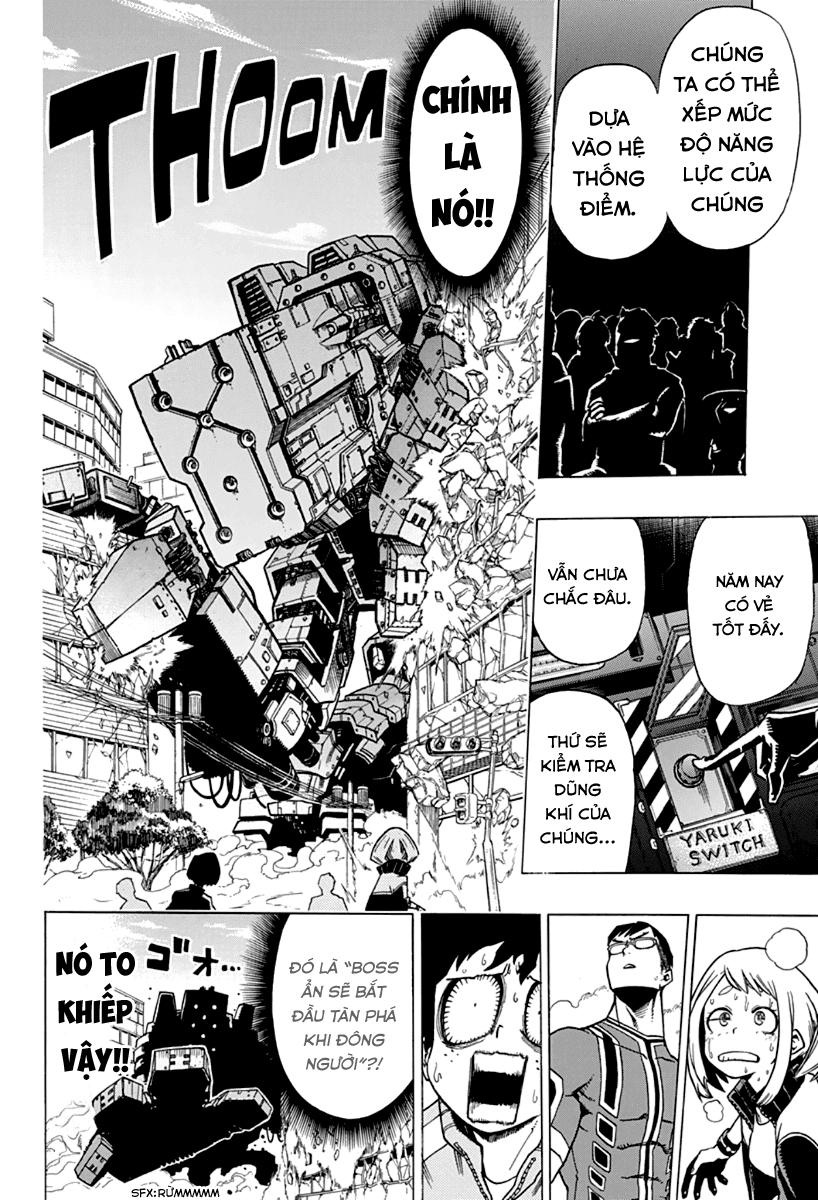 CHÚNG
TA CÓ THỂ
XẾP MỨC
ĐỘ NĂNG
LỰC CỦA
CHÚNG
DỰA
VÀO HỆ
THỐNG
ĐIỂM.
NĂM NAY
CÓ VẺ
TỐT ĐẤY.
VẪN CHƯA
CHẮC ĐÂU.
THỨ SẼ
KIỂM TRA
DŨNG
KHÍ CỦA
CHÚNG...
YARUKI
SWITCH
CHÍNH
LÀ
NÓ!!
THOOM
ĐÓ LÀ “BOSS
ẨN SẼ BẮT
ĐẦU TÀN PHÁ
KHI ĐÔNG
NGƯỜI”?!
ゴォ...
NÓ TO
KHIẾP
VẬY!!
SFX:RỪMMMMM